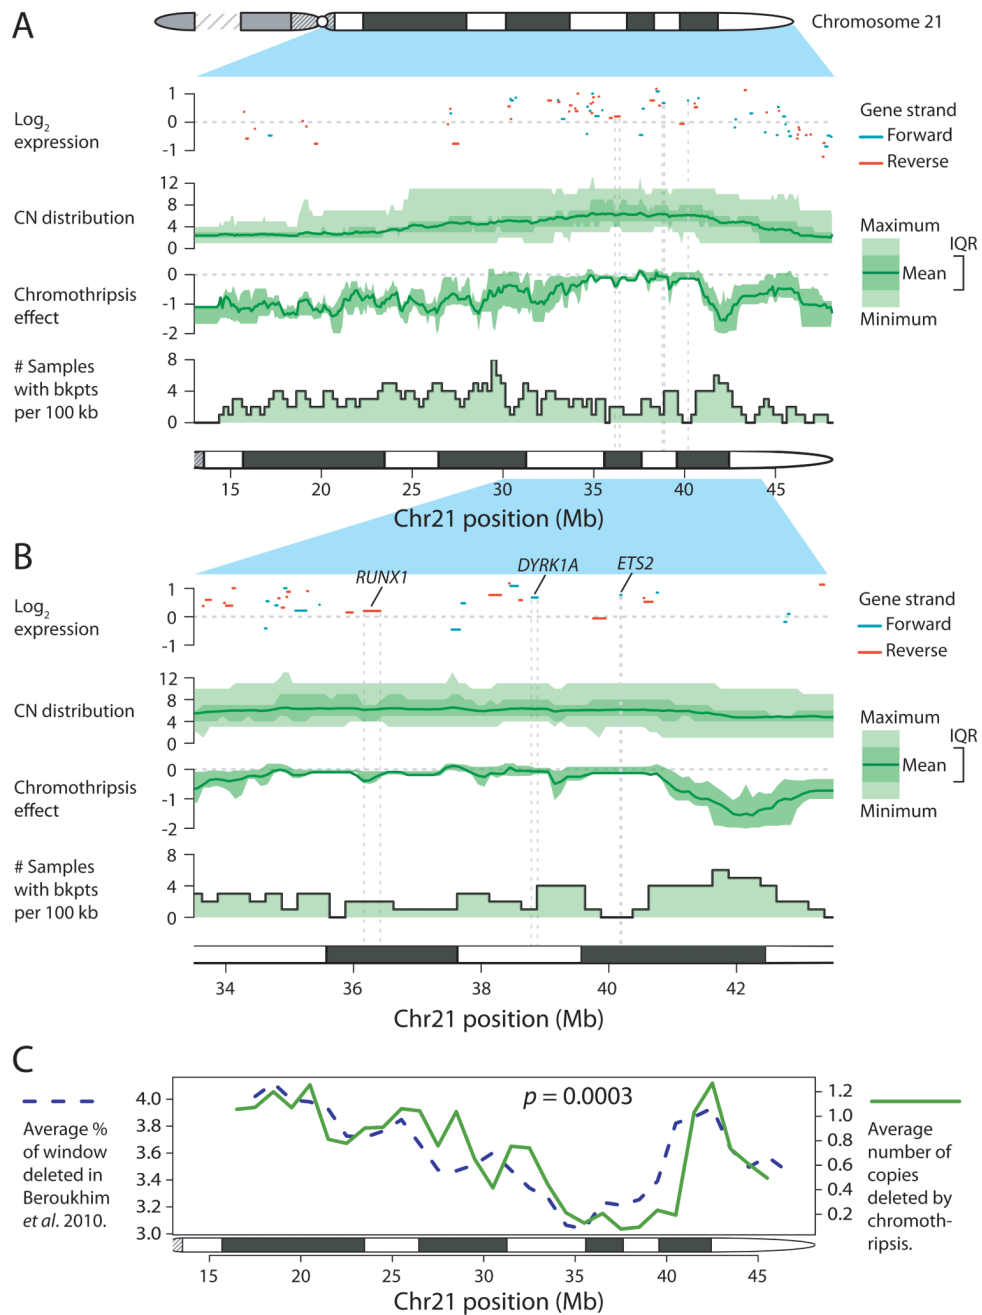 A
Chromosome 21
Log2
expression
1
0
-1
Gene strand
Forward
Reverse
CN distribution
12
8
4
0
Maximum
IQR
Mean
Minimum
Chromothripsis
effect
0
-1
-2
# Samples
with bkpts
per 100 kb
8
4
0
15 20 25 30 35 40 45
Chr21 position (Mb)
B
RUNX1
DYRK1A
ETS2
Log2
expression
1
0
-1
Gene strand
Forward
Reverse
CN distribution
12
8
4
0
Maximum
IQR
Mean
Minimum
Chromothripsis
effect
0
-1
-2
# Samples
with bkpts
per 100 kb
8
4
0
34 36 38 40 42
Chr21 position (Mb)
C
Average %
of window
deleted in
Beroukhim
et al. 2010.
4.0
3.8
3.6
3.4
3.2
3.0
p = 0.0003
1.2
1.0
0.8
0.6
0.4
0.2
Average
number of
copies
deleted by
chromoth-
ripsis.
15 20 25 30 35 40 45
Chr21 position (Mb)